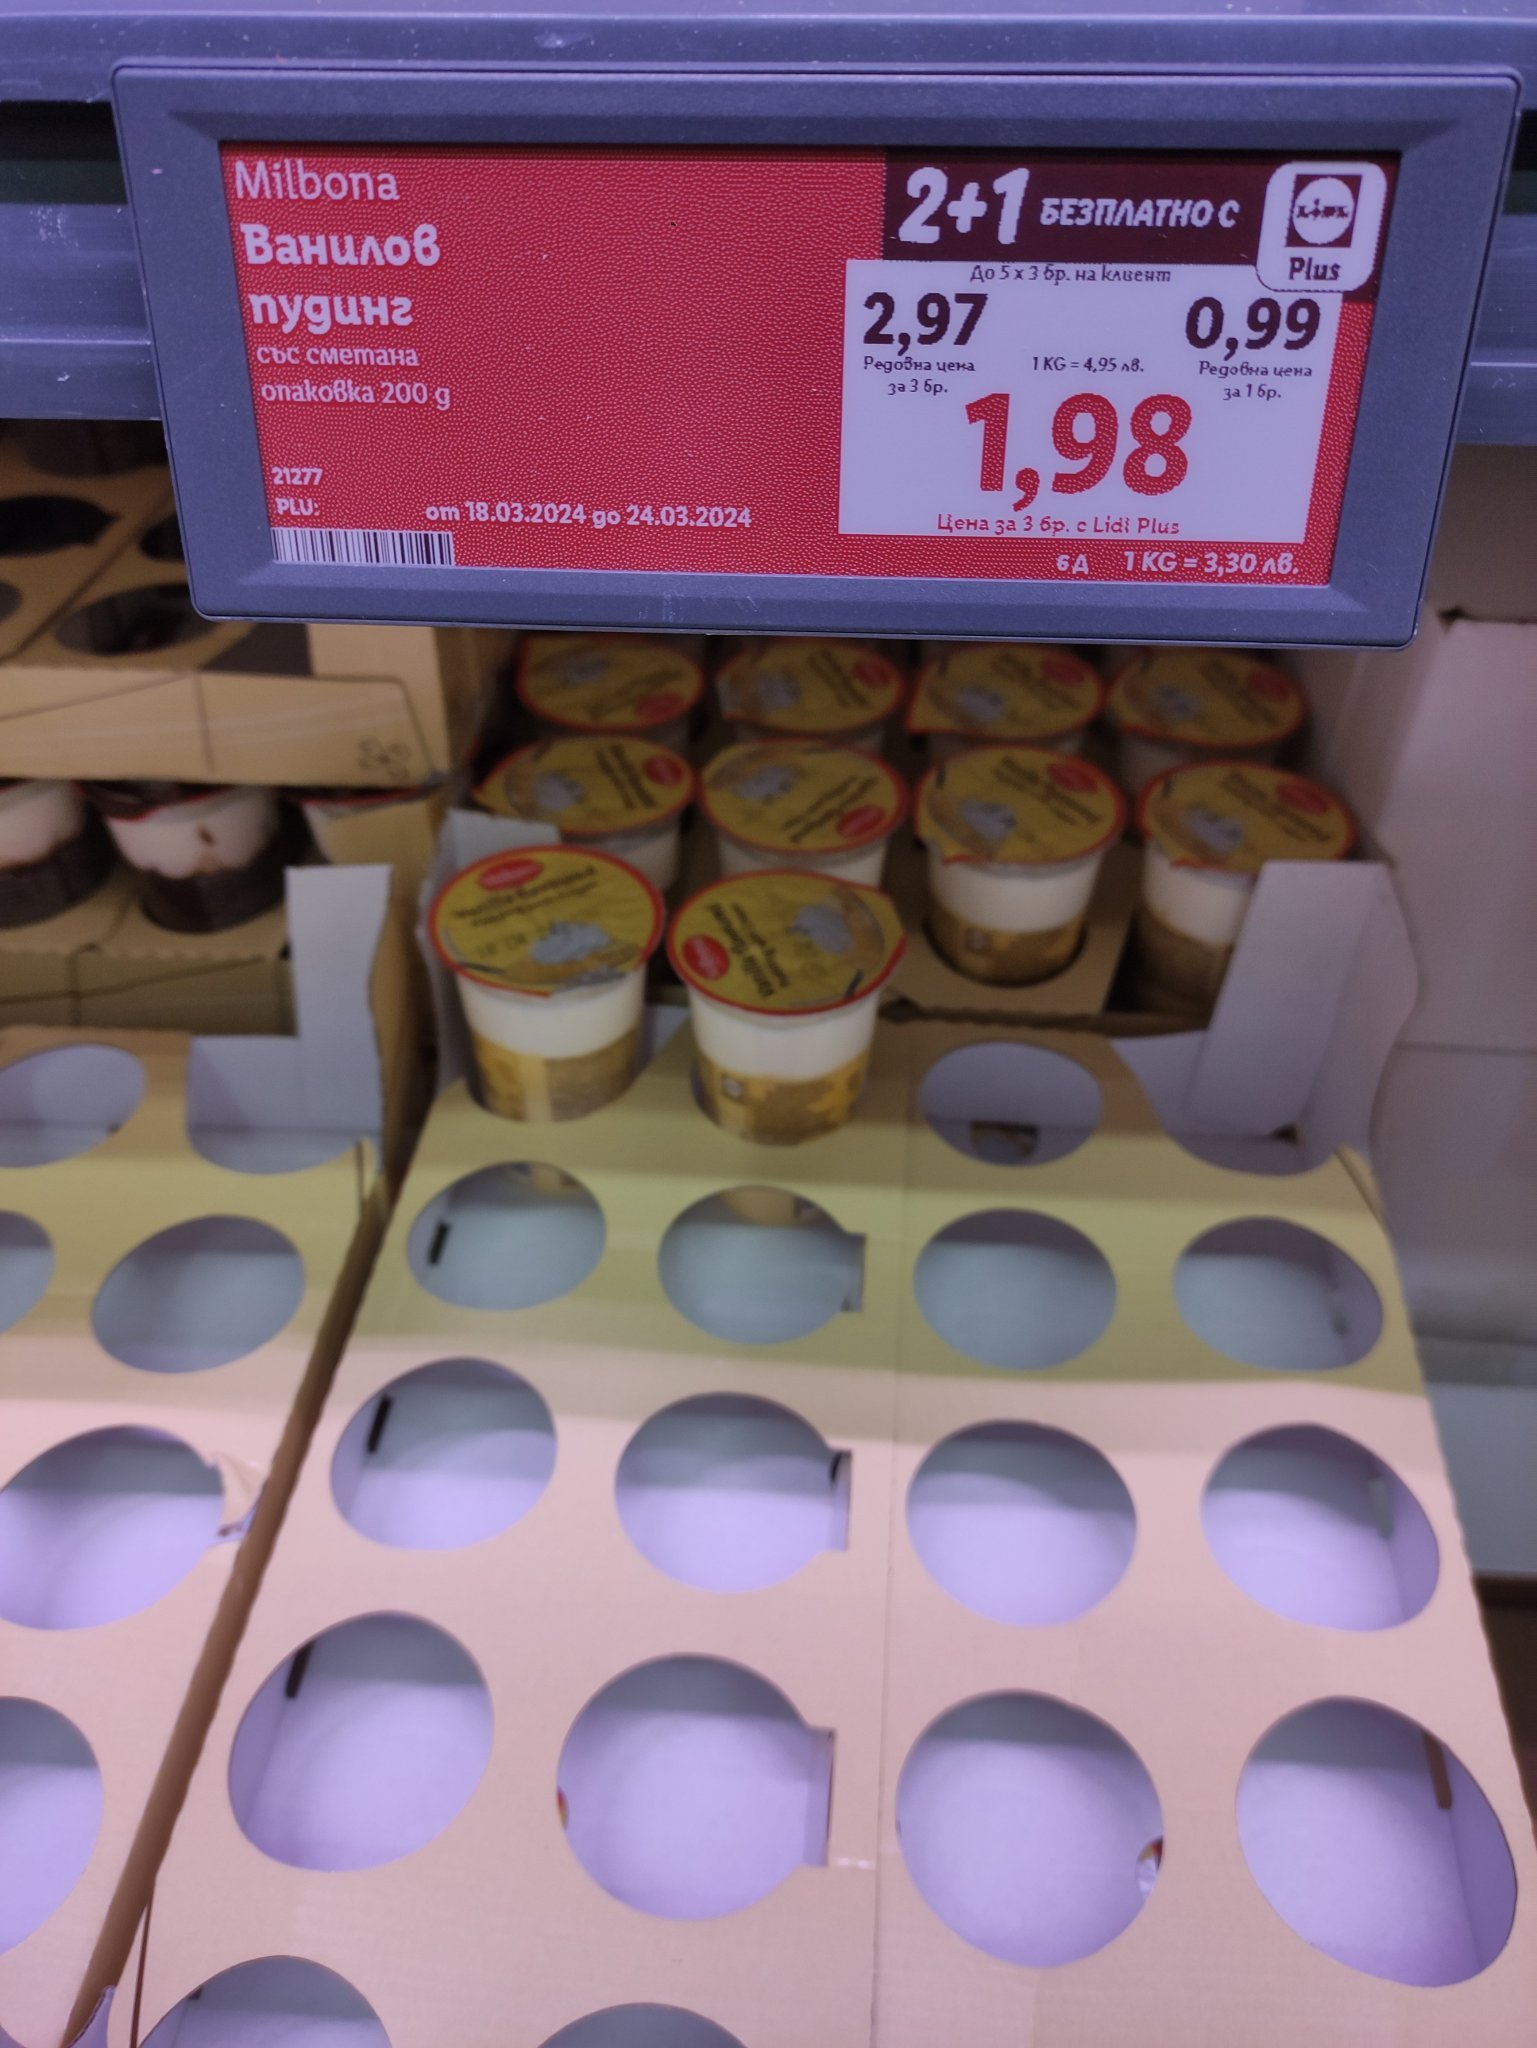 Milbona
Ванилов
пудинг
със сметана
опаковка 200 g
21277
PLU:
от 18.03.2024 до 24.03.2024
2+1 БЕЗПЛАТНО С
LIDL
Plus
До 5 x 3 бр. на клиент
2,97
Редовна цена
за 3 бр.
1 KG = 4,95 лв.
0,99
Редовна цена
за 1 бр.
1,98
Цена за 3 бр. с Lidl Plus
6Д 1 KG = 3,30 лв.